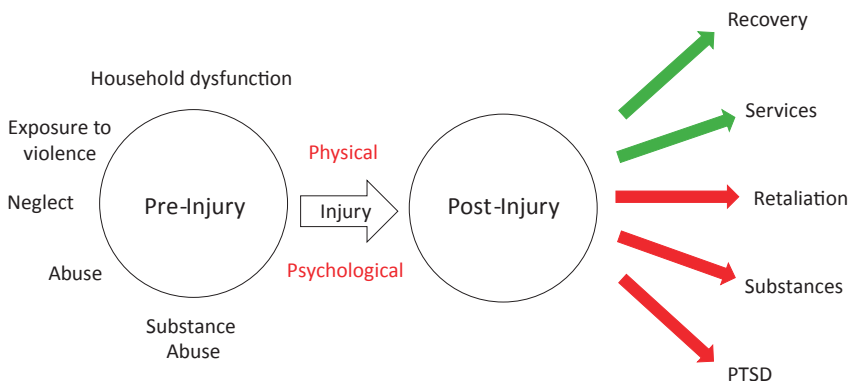 Household dysfunction
Exposure to
violence
Neglect
Abuse
Substance
Abuse
Pre-Injury
Physical
Injury
Psychological
Post-Injury
Recovery
Services
Retaliation
Substances
PTSD